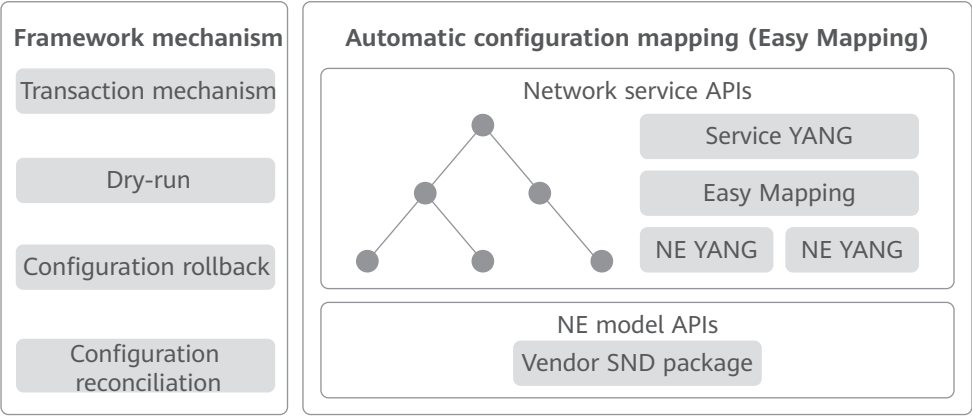 Framework mechanism
Transaction mechanism
Dry-run
Configuration rollback
Configuration
reconciliation
Automatic configuration mapping (Easy Mapping)
Network service APIs
Service YANG
Easy Mapping
NE YANG
NE YANG
NE model APIs
Vendor SND package